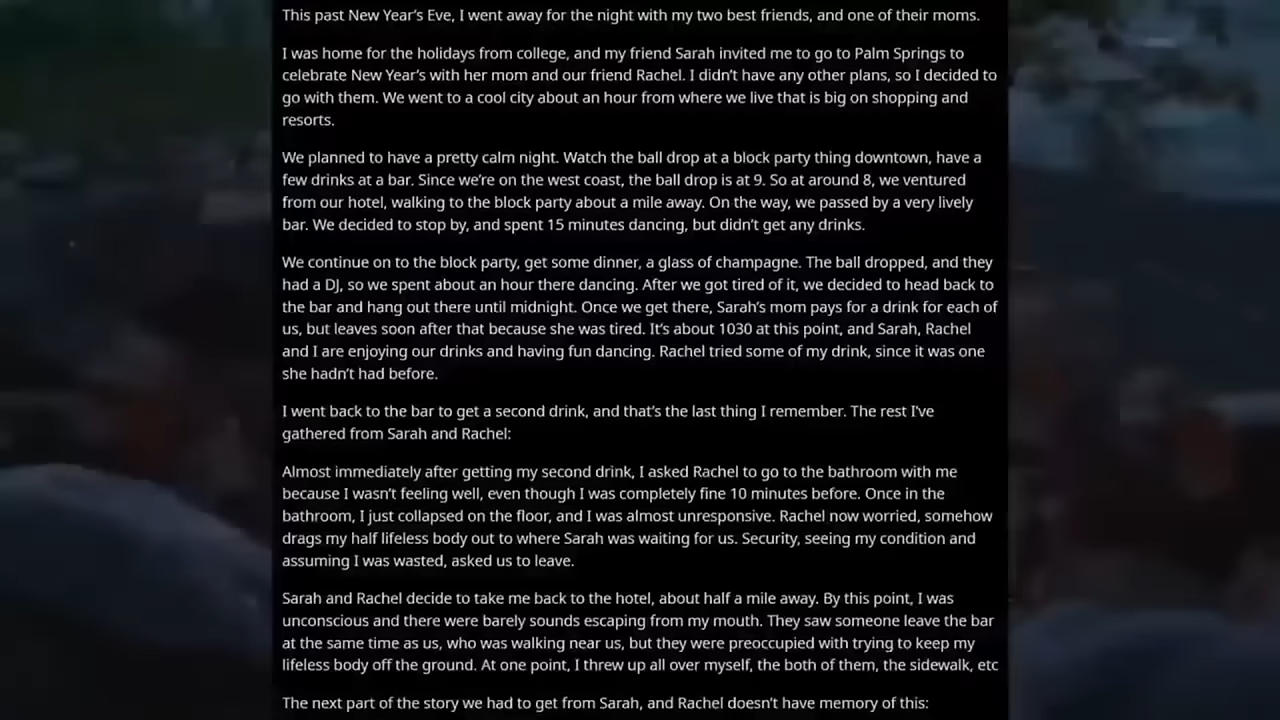 This past New Year’s Eve, I went away for the night with my two best friends, and one of their moms.
I was home for the holidays from college, and my friend Sarah invited me to go to Palm Springs to
celebrate New Year’s with her mom and our friend Rachel. I didn’t have any other plans, so I decided to
go with them. We went to a cool city about an hour from where we live that is big on shopping and
resorts.
We planned to have a pretty calm night. Watch the ball drop at a block party thing downtown, have a
few drinks at a bar. Since we’re on the west coast, the ball drop is at 9. So at around 8, we ventured
from our hotel, walking to the block party about a mile away. On the way, we passed by a very lively
bar. We decided to stop by, and spent 15 minutes dancing, but didn’t get any drinks.
We continue on to the block party, get some dinner, a glass of champagne. The ball dropped, and they
had a DJ, so we spent about an hour there dancing. After we got tired of it, we decided to head back to
the bar and hang out there until midnight. Once we get there, Sarah’s mom pays for a drink for each of
us, but leaves soon after that because she was tired. It’s about 1030 at this point, and Sarah, Rachel
and I are enjoying our drinks and having fun dancing. Rachel tried some of my drink, since it was one
she hadn’t had before.
I went back to the bar to get a second drink, and that’s the last thing I remember. The rest I’ve
gathered from Sarah and Rachel:
Almost immediately after getting my second drink, I asked Rachel to go to the bathroom with me
because I wasn’t feeling well, even though I was completely fine 10 minutes before. Once in the
bathroom, I just collapsed on the floor, and I was almost unresponsive. Rachel now worried, somehow
drags my half lifeless body out to where Sarah was waiting for us. Security, seeing my condition and
assuming I was wasted, asked us to leave.
Sarah and Rachel decide to take me back to the hotel, about half a mile away. By this point, I was
unconscious and there were barely sounds escaping from my mouth. They saw someone leave the bar
at the same time as us, who was walking near us, but they were preoccupied with trying to keep my
lifeless body off the ground. At one point, I threw up all over myself, the both of them, the sidewalk, etc
The next part of the story we had to get from Sarah, and Rachel doesn’t have memory of this: